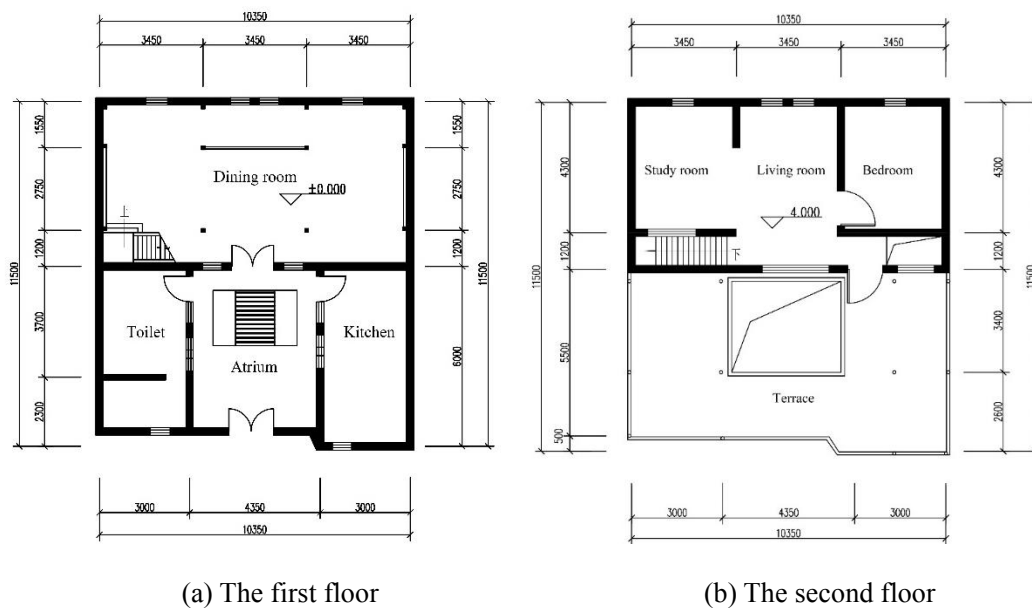 10350
3450 3450 3450
1550 1550
2750 2750
Dining room
±0.000
上
1200 1200
11500 11500
3700
Toilet
Kitchen
Atrium
6000
2300
3000 4350 3000
10350
(a) The first floor
10350
3450 3450 3450
4300 4300
Study room Living room Bedroom
4.000
1200 下 1200
11500 11500
3400
5500
Terrace
2600
500
3000 4350 3000
10350
(b) The second floor